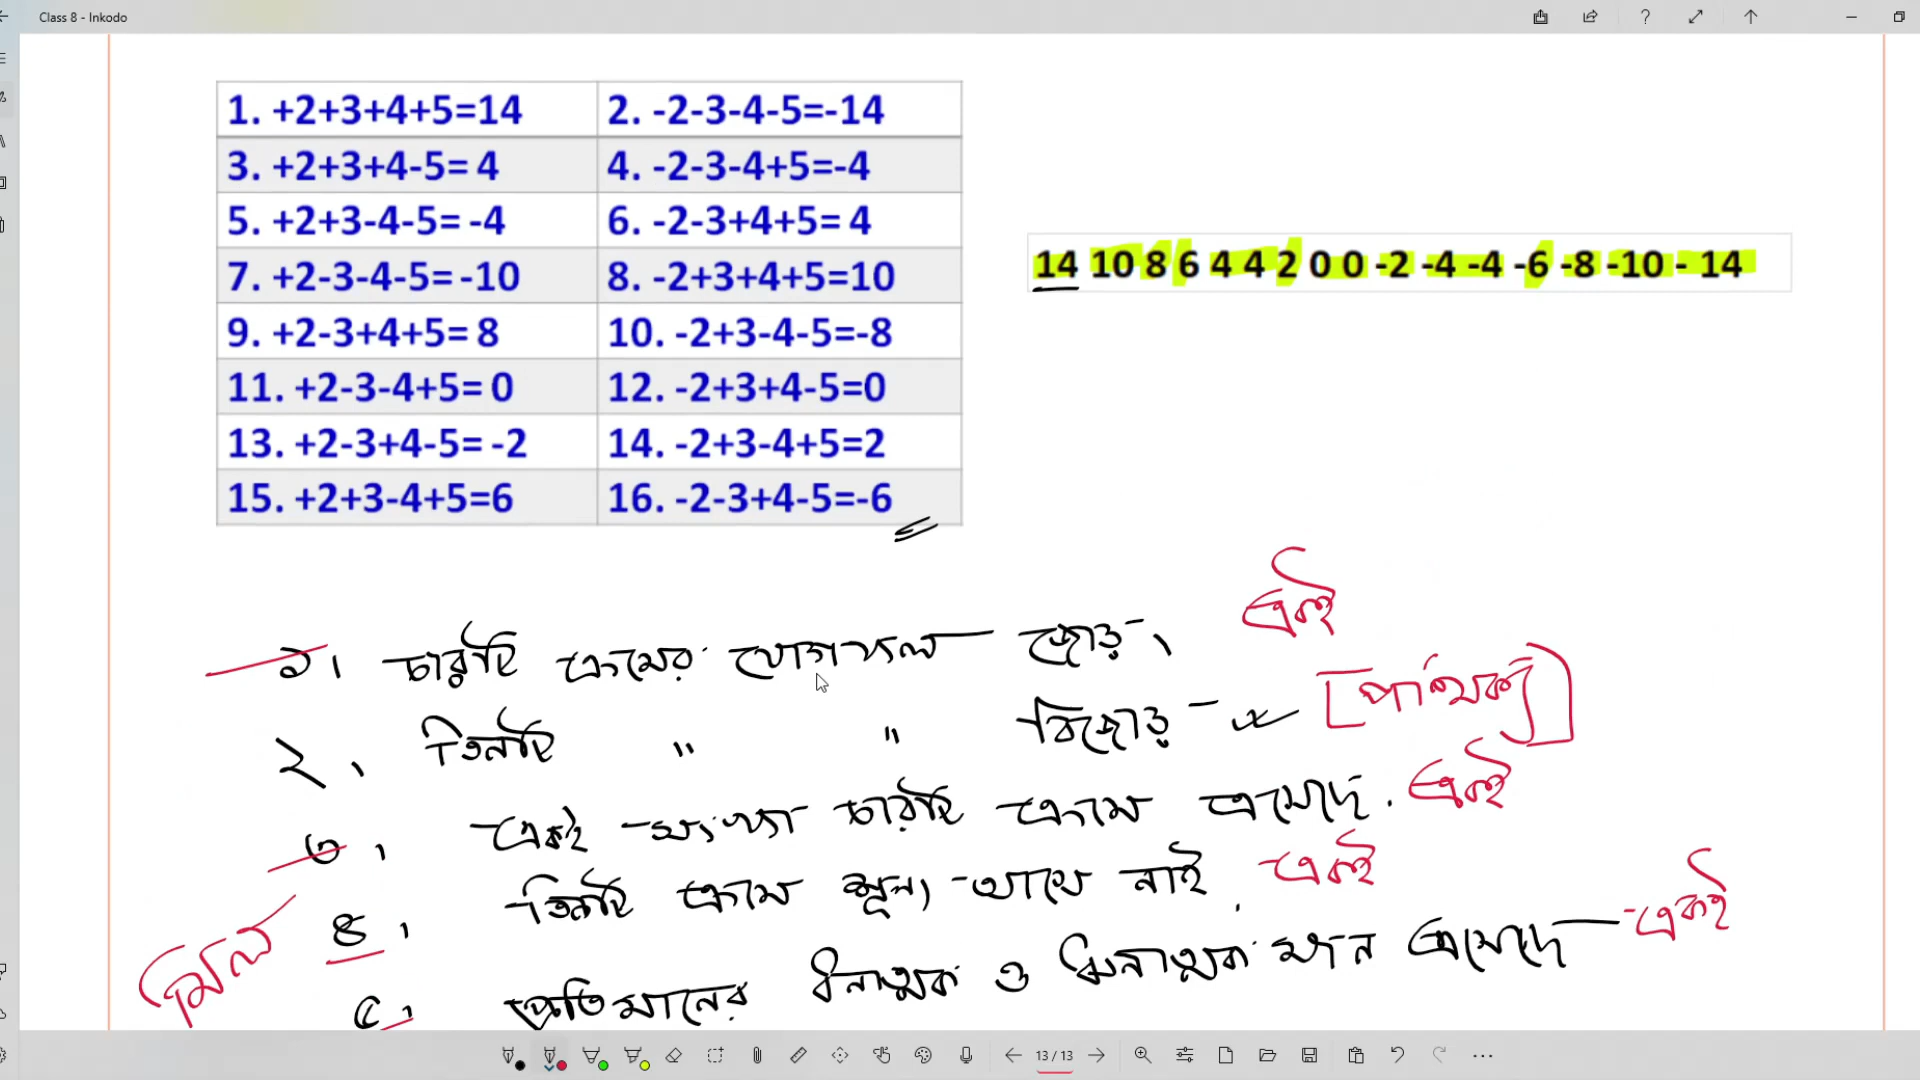 Class 8 - Inkodo
1. +2+3+4+5=14
2. -2-3-4-5=-14
3. +2+3+4-5= 4
4. -2-3-4+5=-4
5. +2+3-4-5= -4
6. -2-3+4+5= 4
7. +2-3-4-5= -10
8. -2+3+4+5=10
9. +2-3+4+5= 8
10. -2+3-4-5=-8
11. +2-3-4+5= 0
12. -2+3+4-5=0
13. +2-3+4-5= -2
14. -2+3-4+5=2
15. +2+3-4+5=6
16. -2-3+4-5=-6
14 10 8 6 4 4 2 0 0 -2 -4 -4 -6 -8 -10 - 14
১। চারটি ক্রমের যোগফল জোড়। একই
২। তিনটি " " বিজোড় [পার্থক্য]
৩। একই সংখ্যা চারটি ক্রমে এসেছে। একই
৪। তিনটি ক্রমে শূন্য থাকে নাই। একই
মিল
৫। প্রতিমানের ধনাত্মক ও ঋনাত্মক মান এসেছে একই
13 / 13